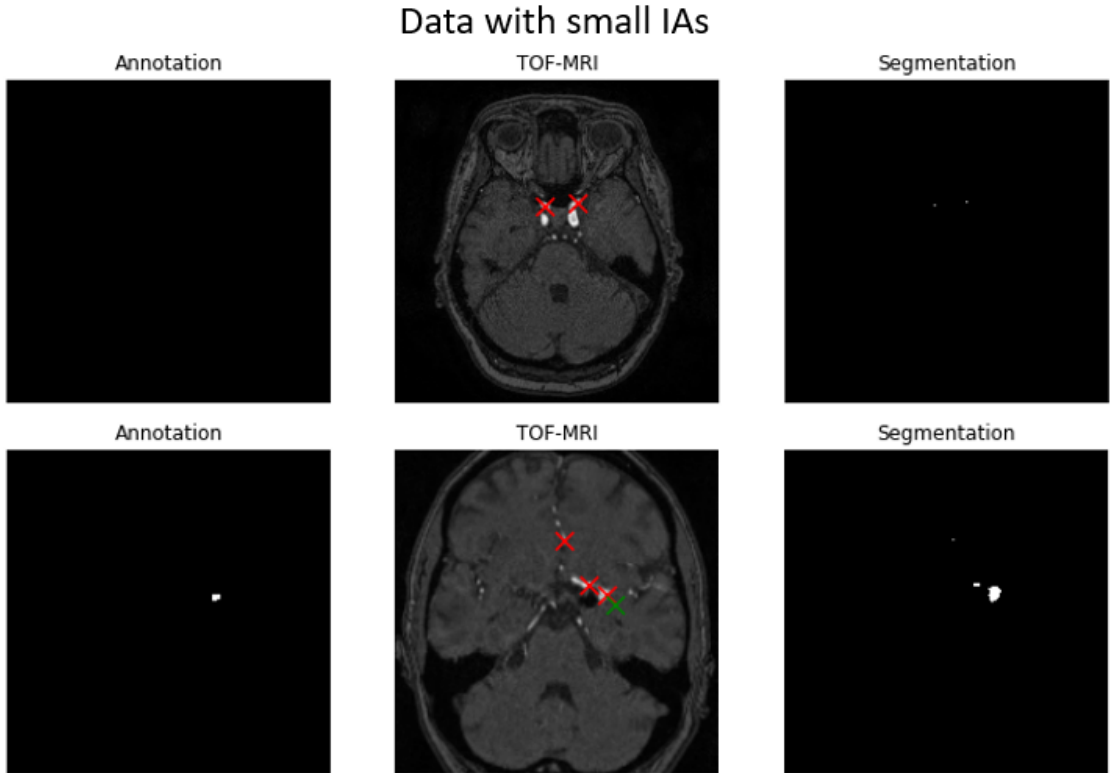 Data with small IAs
Annotation
TOF-MRI
Segmentation
Annotation
TOF-MRI
Segmentation